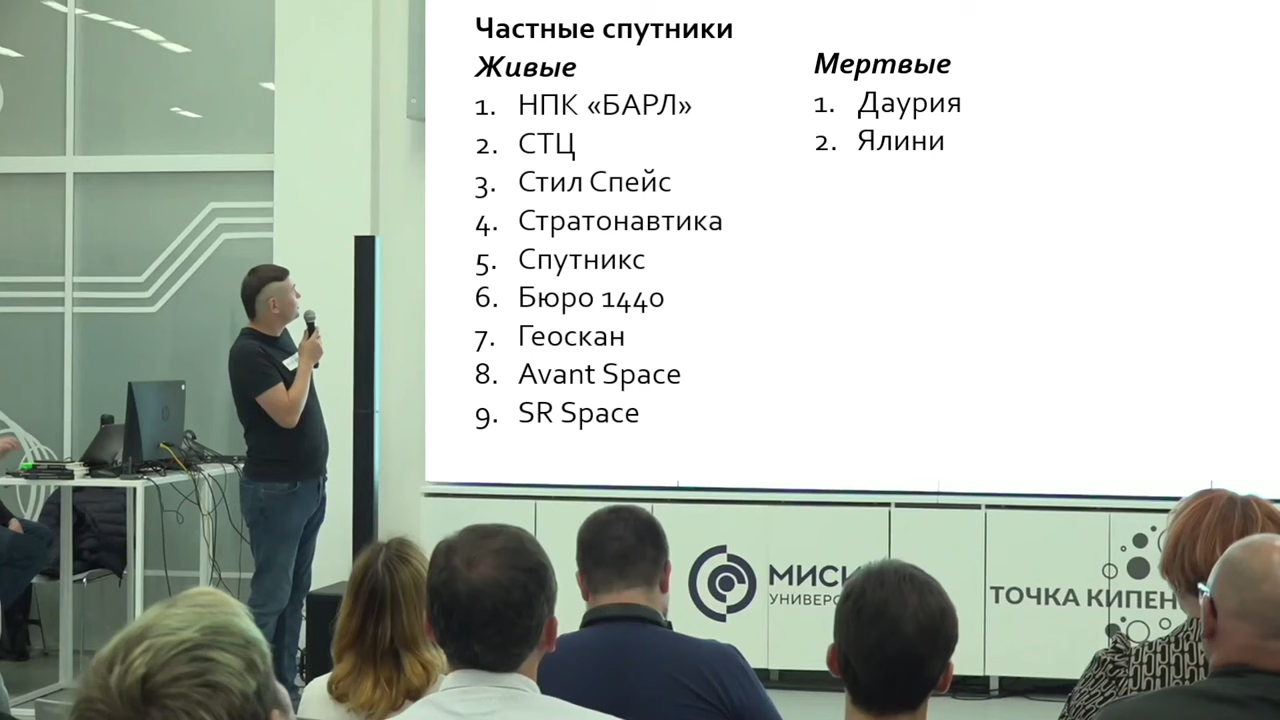 Частные спутники
Живые
1. НПК «БАРЛ»
2. СТЦ
3. Стил Спейс
4. Стратонавтика
5. Спутникс
6. Бюро 1440
7. Геоскан
8. Avant Space
9. SR Space
Мертвые
1. Даурия
2. Ялини
ТОЧКА